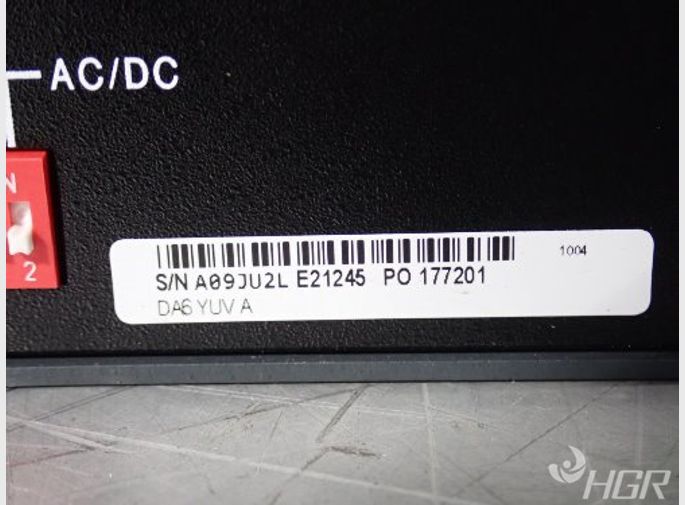 AC/DC
N
2
1004
S/N A09JU2L E21245 PO 177201
DA6 YUV A
HGR